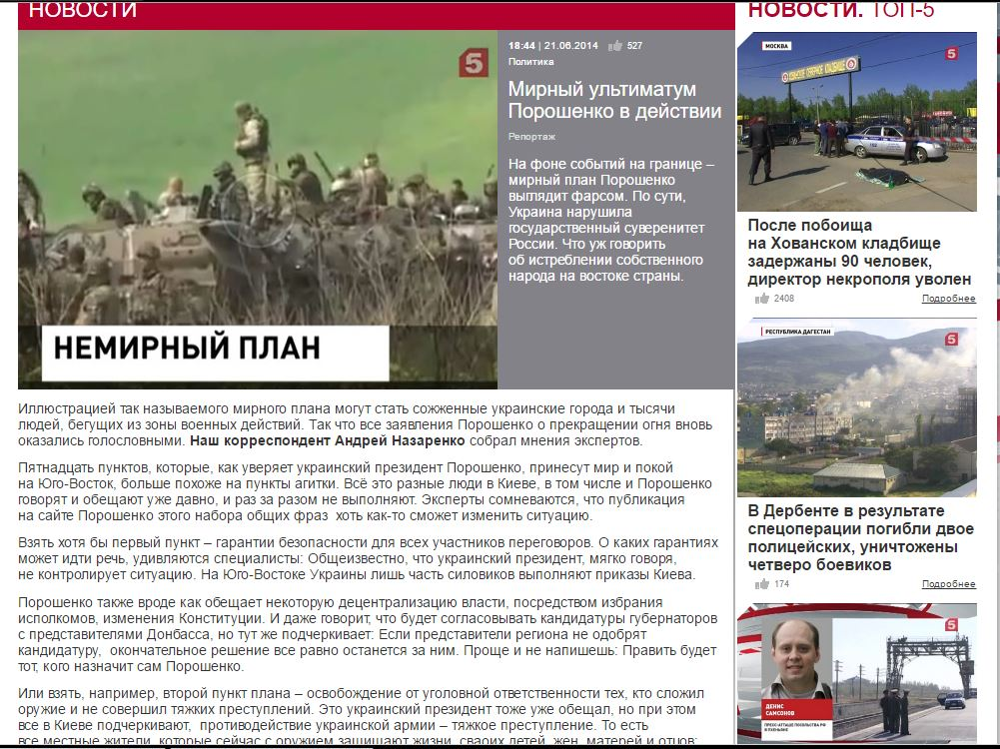 НОВОСТИ
5
НЕМИРНЫЙ ПЛАН
18:44 | 21.06.2014 527
Политика
Мирный ультиматум
Порошенко в действии
Репортаж
На фоне событий на границе –
мирный план Порошенко
выглядит фарсом. По сути,
Украина нарушила
государственный суверенитет
России. Что уж говорить
об истреблении собственного
народа на востоке страны.
Иллюстрацией так называемого мирного плана могут стать сожженные украинские города и тысячи
людей, бегущих из зоны военных действий. Так что все заявления Порошенко о прекращении огня вновь
оказались голословными. Наш корреспондент Андрей Назаренко собрал мнения экспертов.
Пятнадцать пунктов, которые, как уверяет украинский президент Порошенко, принесут мир и покой
на Юго-Восток, больше похоже на пункты агитки. Всё это разные люди в Киеве, в том числе и Порошенко
говорят и обещают уже давно, и раз за разом не выполняют. Эксперты сомневаются, что публикация
на сайте Порошенко этого набора общих фраз хоть как-то сможет изменить ситуацию.
Взять хотя бы первый пункт – гарантии безопасности для всех участников переговоров. О каких гарантиях
может идти речь, удивляются специалисты: Общеизвестно, что украинский президент, мягко говоря,
не контролирует ситуацию. На Юго-Востоке Украины лишь часть силовиков выполняют приказы Киева.
Порошенко также вроде как обещает некоторую децентрализацию власти, посредством избрания
исполкомов, изменения Конституции. И даже говорит, что будет согласовывать кандидатуры губернаторов
с представителями Донбасса, но тут же подчеркивает: Если представители региона не одобрят
кандидатуру, окончательное решение все равно останется за ним. Проще и не напишешь: Править будет
тот, кого назначит сам Порошенко.
Или взять, например, второй пункт плана – освобождение от уголовной ответственности тех, кто сложил
оружие и не совершил тяжких преступлений. Это украинский президент тоже уже обещал, но при этом
все в Киеве подчеркивают, противодействие украинской армии – тяжкое преступление. То есть
все местные жители, которые сейчас с оружием защищают жизни своих детей, жен, матерей и отцов:
НОВОСТИ. ТОП-5
МОСКВА
5
После побоища
на Хованском кладбище
задержаны 90 человек,
директор некрополя уволен
2408 Подробнее
РЕСПУБЛИКА ДАГЕСТАН
5
В Дербенте в результате
спецоперации погибли двое
полицейских, уничтожены
четверо боевиков
174 Подробнее
5
ДЕНИС
САМСОНОВ
ПРЕСС-АТТАШЕ ПОСОЛЬСТВА РФ
В ПХЕНЬЯНЕ